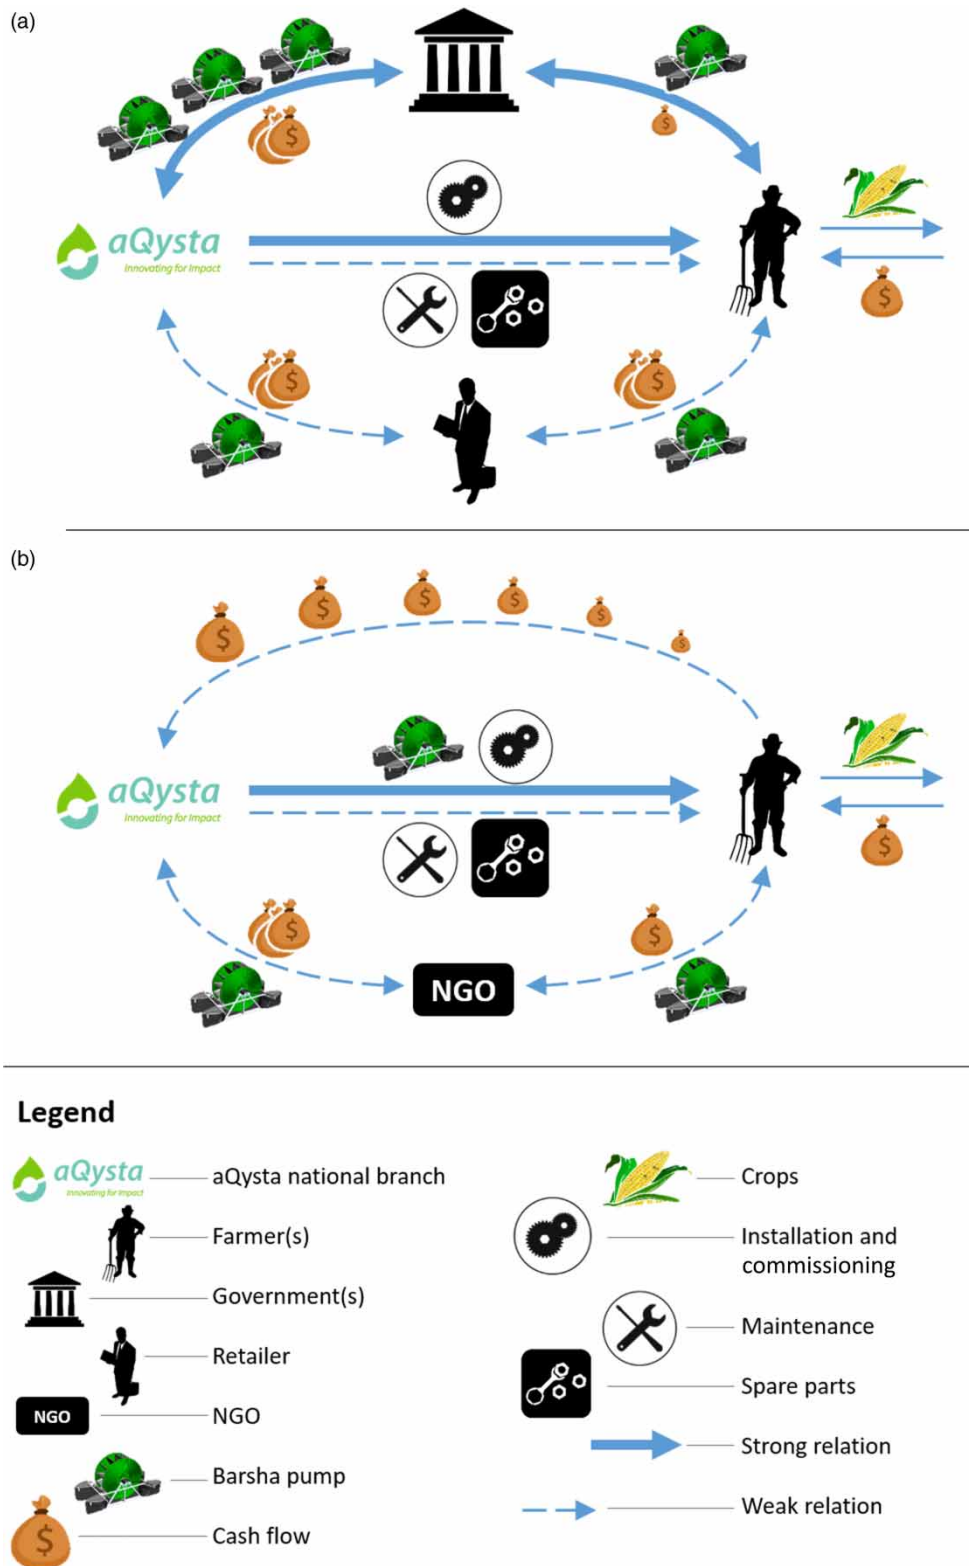 (a)
$
$
aQysta
Innovating for Impact
$
$
$
(b)
$
$
$
$
$
$
aQysta
Innovating for Impact
$
$
$
NGO
Legend
aQysta
Innovating for Impact
aQysta national branch
Farmer(s)
Government(s)
Retailer
NGO
NGO
Barsha pump
$
Cash flow
Crops
Installation and
commissioning
Maintenance
Spare parts
Strong relation
Weak relation